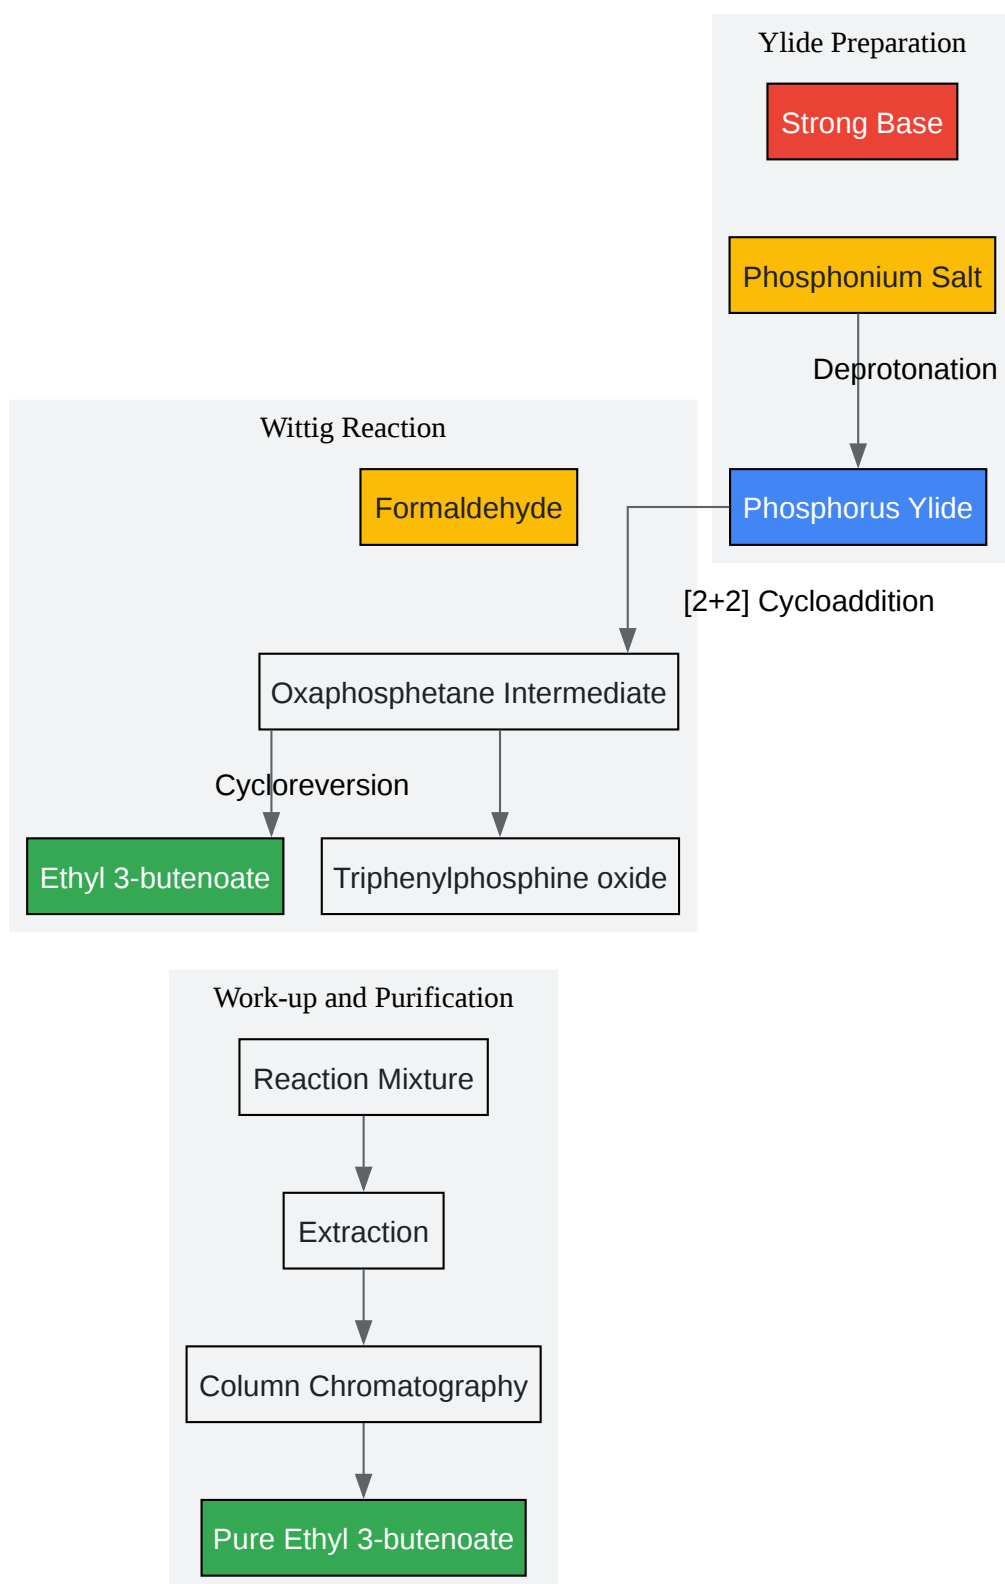 Ylide Preparation
Strong Base
Phosphonium Salt
Deprotonation
Wittig Reaction
Formaldehyde
Phosphorus Ylide
[2+2] Cycloaddition
Oxaphosphetane Intermediate
Cycloreversion
Ethyl 3-butenoate
Triphenylphosphine oxide
Work-up and Purification
Reaction Mixture
Extraction
Column Chromatography
Pure Ethyl 3-butenoate